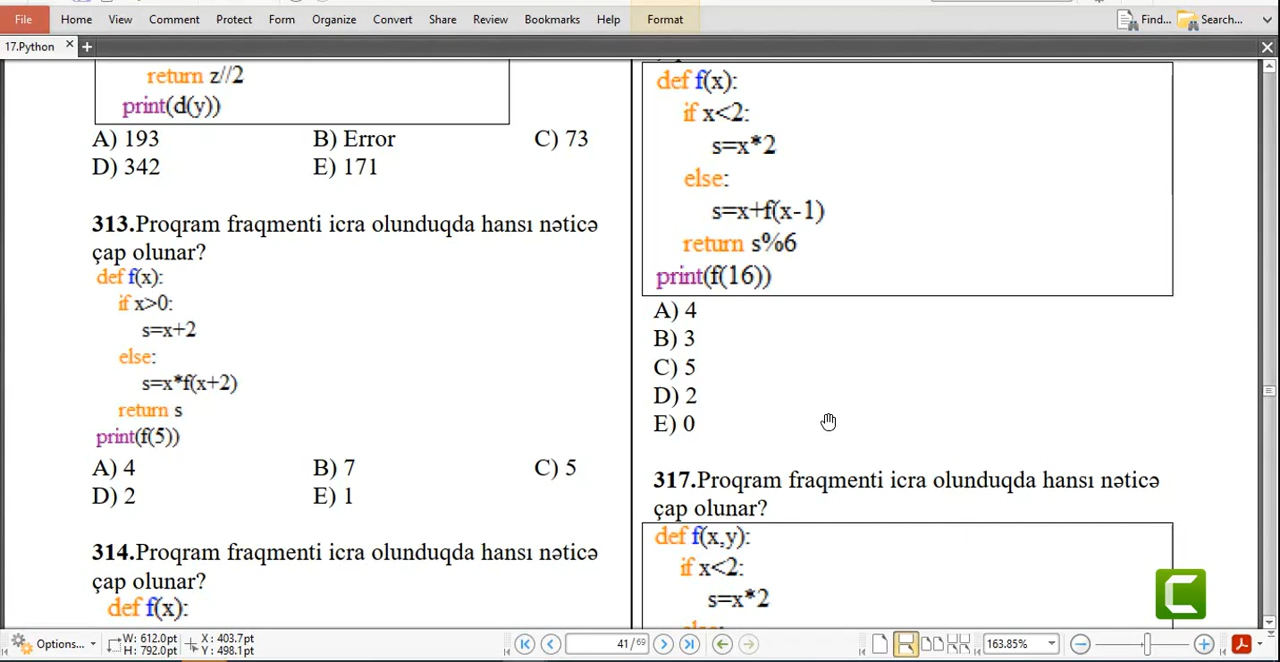 File Home View Comment Protect Form Organize Convert Share Review Bookmarks Help Format Find... Search...
17.Python
return z//2
print(d(y))
A) 193 B) Error C) 73
D) 342 E) 171
313.Proqram fraqmenti icra olunduqda hansı nəticə
çap olunar?
def f(x):
if x>0:
s=x+2
else:
s=x*f(x+2)
return s
print(f(5))
A) 4 B) 7 C) 5
D) 2 E) 1
314.Proqram fraqmenti icra olunduqda hansı nəticə
çap olunar?
def f(x):
def f(x):
if x<2:
s=x*2
else:
s=x+f(x-1)
return s%6
print(f(16))
A) 4
B) 3
C) 5
D) 2
E) 0
317.Proqram fraqmenti icra olunduqda hansı nəticə
çap olunar?
def f(x,y):
if x<2:
s=x*2
Options... W: 612.0pt X: 403.7pt 41/69 163.85%
H: 792.0pt Y: 498.1pt